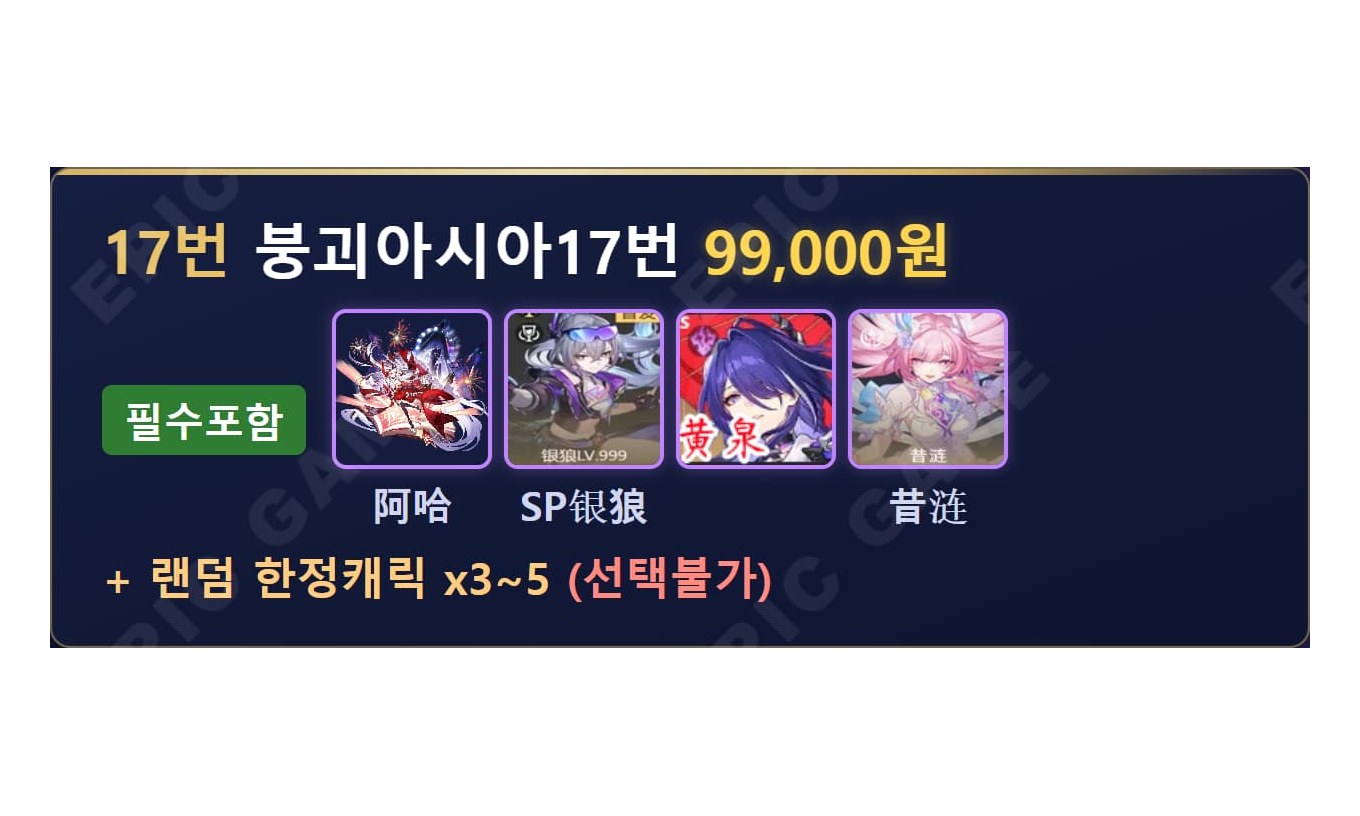 17번 붕괴아시아17번 99,000원
필수포함
银狼LV.999
黄泉
昔涟
阿哈 SP银狼 昔涟
+ 랜덤 한정캐릭 x3~5 (선택불가)
EPIC GAME